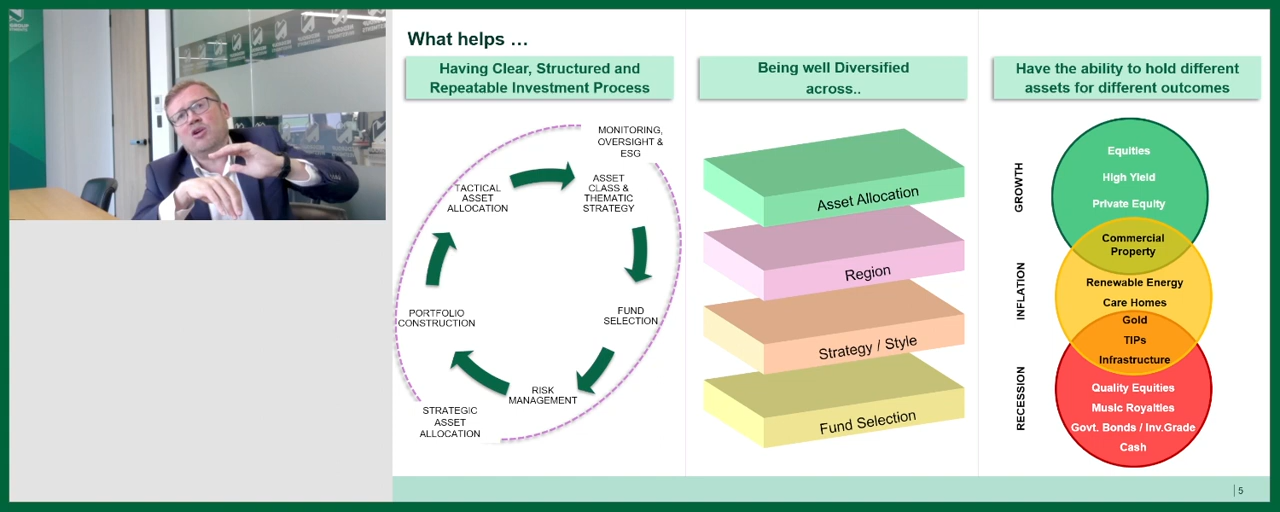 What helps …
Having Clear, Structured and
Repeatable Investment Process
MONITORING,
OVERSIGHT &
ESG
ASSET
CLASS &
THEMATIC
STRATEGY
TACTICAL
ASSET
ALLOCATION
FUND
SELECTION
PORTFOLIO
CONSTRUCTION
RISK
MANAGEMENT
STRATEGIC
ASSET
ALLOCATION
Being well Diversified
across..
Asset Allocation
Region
Strategy / Style
Fund Selection
Have the ability to hold different
assets for different outcomes
GROWTH
Equities
High Yield
Private Equity
Commercial
Property
INFLATION
Renewable Energy
Care Homes
Gold
TIPs
Infrastructure
RECESSION
Quality Equities
Music Royalties
Govt. Bonds / Inv.Grade
Cash
5